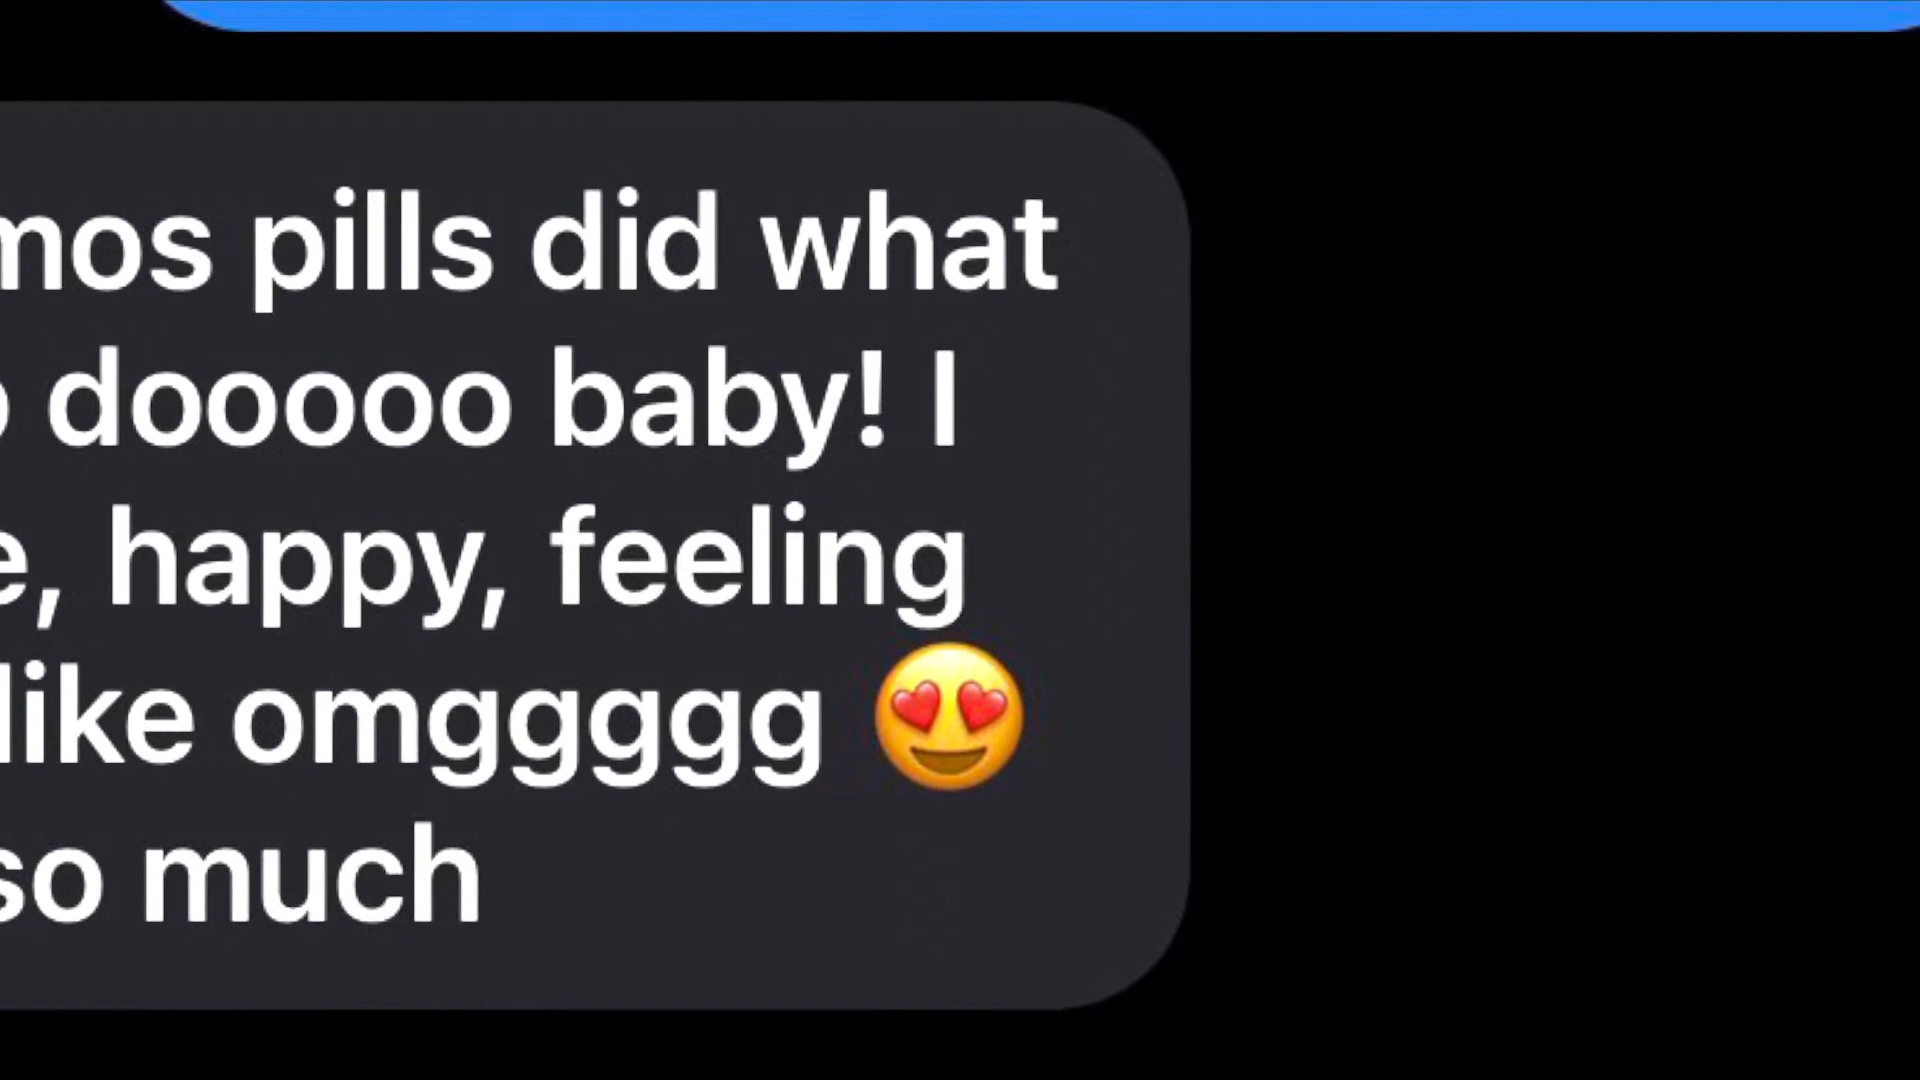 mos pills did what
dooooo baby! I
happy, feeling
like omggggg 😍
so much